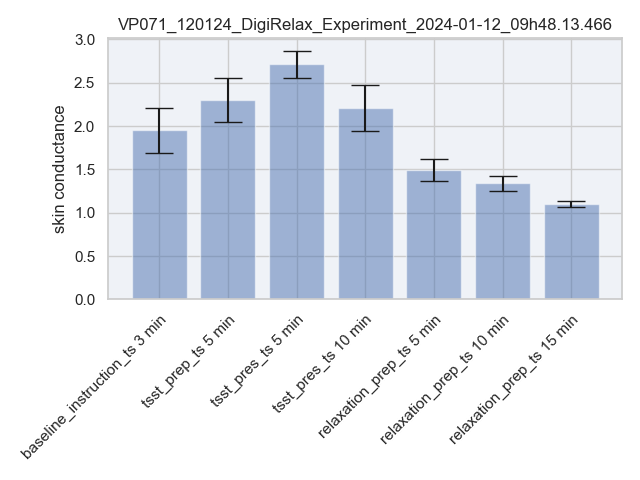 VP071_120124_DigiRelax_Experiment_2024-01-12_09h48.13.466
3.0
2.5
2.0
1.5
1.0
0.5
0.0
skin conductance
baseline_instruction_ts 3 min
tsst_prep_ts 5 min
tsst_pres_ts 5 min
tsst_pres_ts 10 min
relaxation_prep_ts 5 min
relaxation_prep_ts 10 min
relaxation_prep_ts 15 min